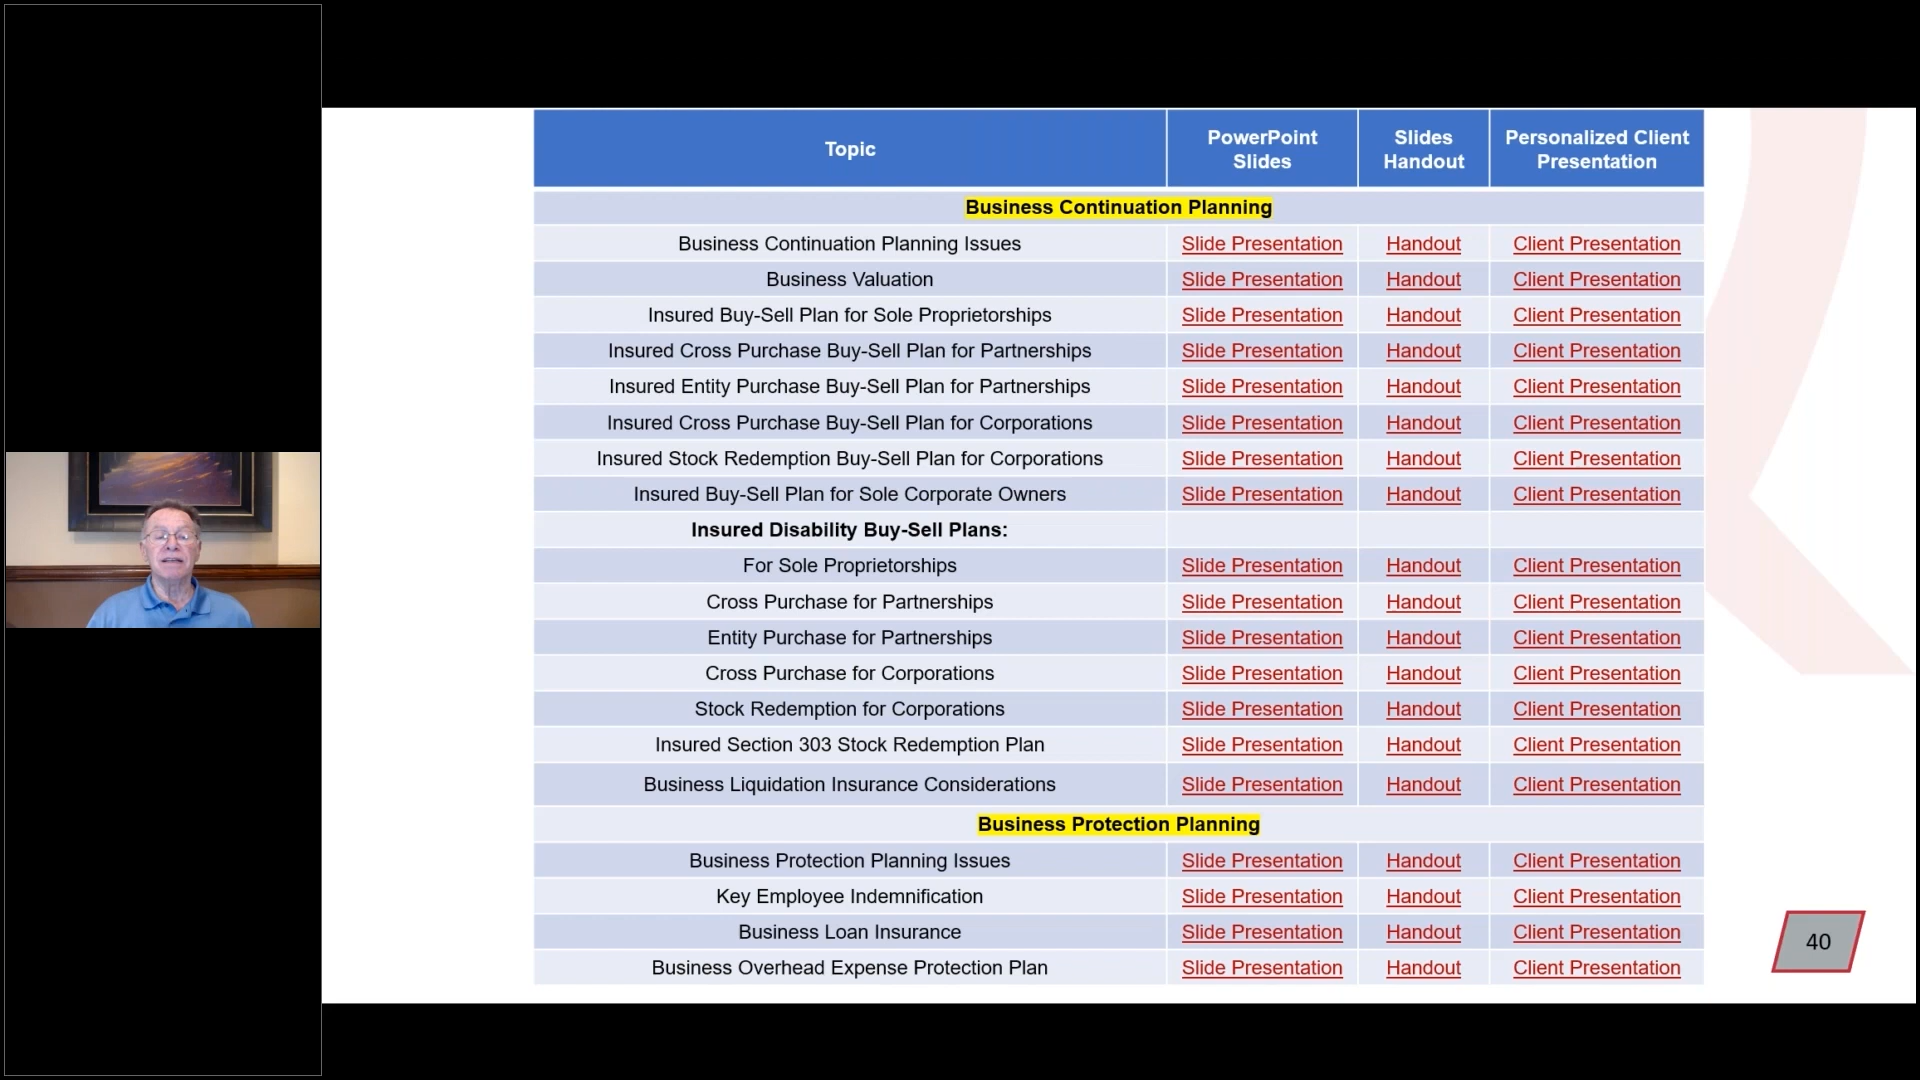 Topic PowerPoint Slides Slides Handout Personalized Client Presentation
Business Continuation Planning
Business Continuation Planning Issues Slide Presentation Handout Client Presentation
Business Valuation Slide Presentation Handout Client Presentation
Insured Buy-Sell Plan for Sole Proprietorships Slide Presentation Handout Client Presentation
Insured Cross Purchase Buy-Sell Plan for Partnerships Slide Presentation Handout Client Presentation
Insured Entity Purchase Buy-Sell Plan for Partnerships Slide Presentation Handout Client Presentation
Insured Cross Purchase Buy-Sell Plan for Corporations Slide Presentation Handout Client Presentation
Insured Stock Redemption Buy-Sell Plan for Corporations Slide Presentation Handout Client Presentation
Insured Buy-Sell Plan for Sole Corporate Owners Slide Presentation Handout Client Presentation
Insured Disability Buy-Sell Plans:
For Sole Proprietorships Slide Presentation Handout Client Presentation
Cross Purchase for Partnerships Slide Presentation Handout Client Presentation
Entity Purchase for Partnerships Slide Presentation Handout Client Presentation
Cross Purchase for Corporations Slide Presentation Handout Client Presentation
Stock Redemption for Corporations Slide Presentation Handout Client Presentation
Insured Section 303 Stock Redemption Plan Slide Presentation Handout Client Presentation
Business Liquidation Insurance Considerations Slide Presentation Handout Client Presentation
Business Protection Planning
Business Protection Planning Issues Slide Presentation Handout Client Presentation
Key Employee Indemnification Slide Presentation Handout Client Presentation
Business Loan Insurance Slide Presentation Handout Client Presentation
Business Overhead Expense Protection Plan Slide Presentation Handout Client Presentation
40